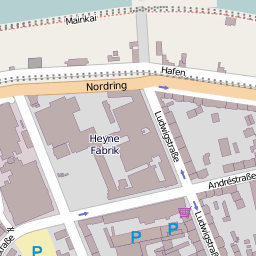 Mainkai
Hafen
Nordring
Ludwigstraße
Heyne
Fabrik
Andréstraße
Ludwigstraße
P
P
P